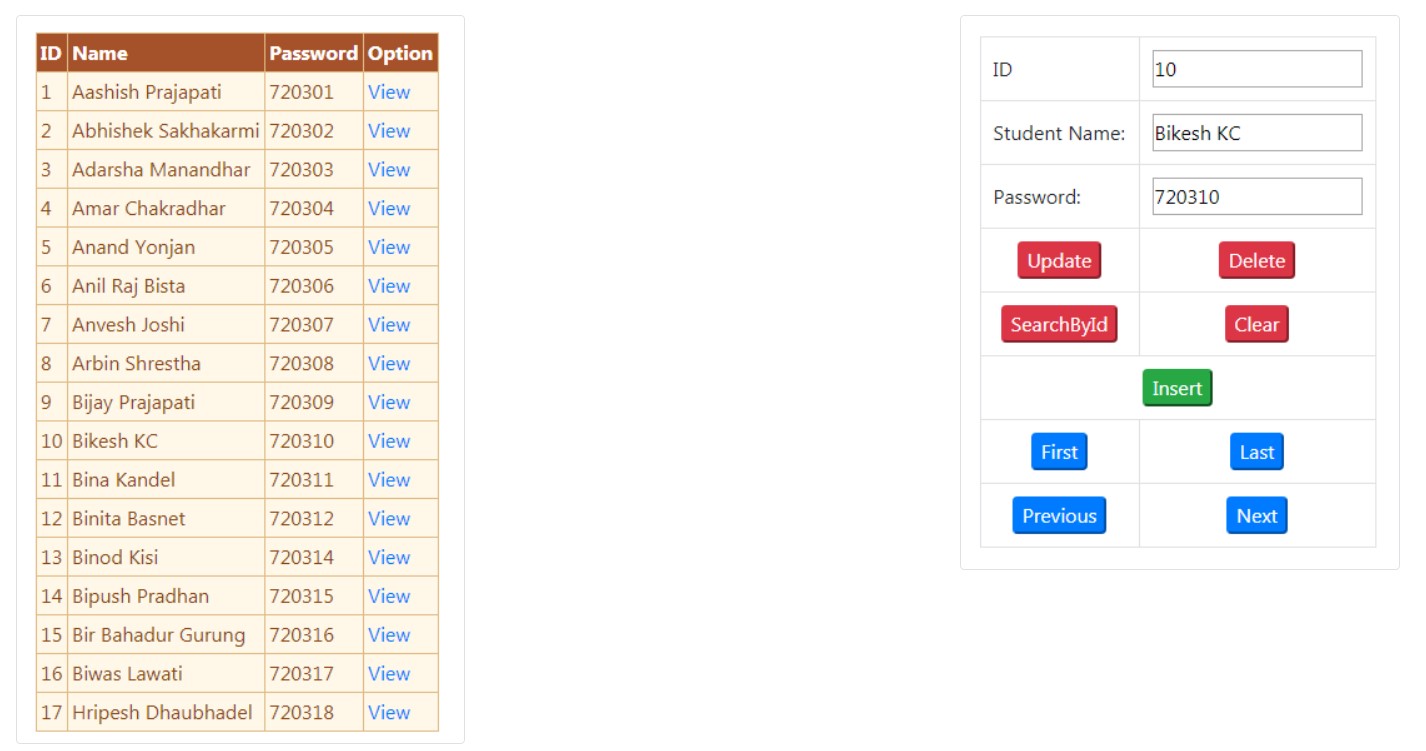 ID Name Password Option
1 Aashish Prajapati 720301 View
2 Abhishek Sakhakarmi 720302 View
3 Adarsha Manandhar 720303 View
4 Amar Chakradhar 720304 View
5 Anand Yonjan 720305 View
6 Anil Raj Bista 720306 View
7 Anvesh Joshi 720307 View
8 Arbin Shrestha 720308 View
9 Bijay Prajapati 720309 View
10 Bikesh KC 720310 View
11 Bina Kandel 720311 View
12 Binita Basnet 720312 View
13 Binod Kisi 720314 View
14 Bipush Pradhan 720315 View
15 Bir Bahadur Gurung 720316 View
16 Biwas Lawati 720317 View
17 Hripesh Dhaubhadel 720318 View
ID 10
Student Name: Bikesh KC
Password: 720310
Update Delete
SearchById Clear
Insert
First Last
Previous Next